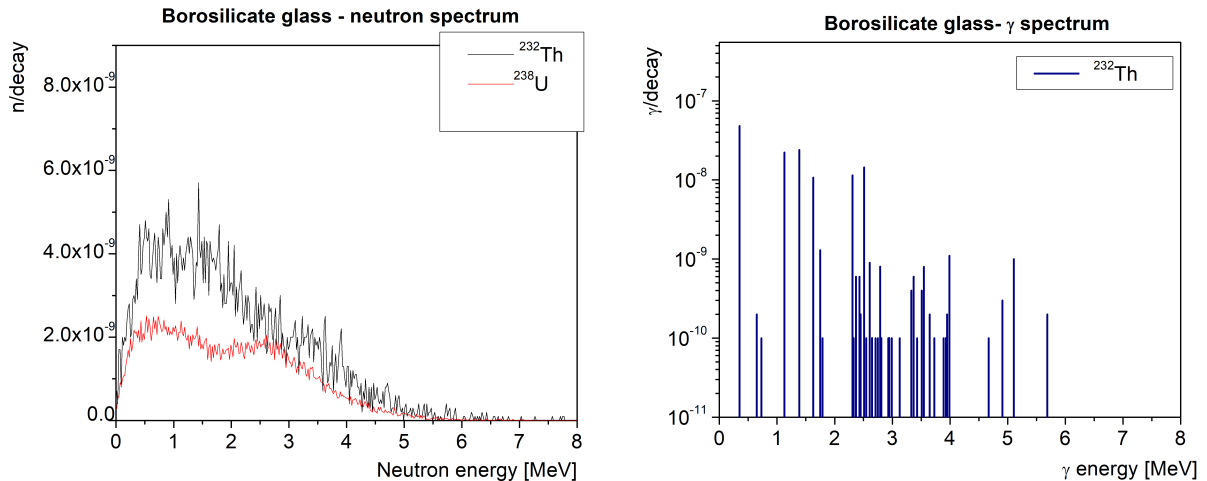 Borosilicate glass - neutron spectrum
n/decay
²³²Th
²³⁸U
8.0x10⁻⁹
6.0x10⁻⁹
4.0x10⁻⁹
2.0x10⁻⁹
0.0
0 1 2 3 4 5 6 7 8
Neutron energy [MeV]
Borosilicate glass- γ spectrum
γ/decay
²³²Th
10⁻⁷
10⁻⁸
10⁻⁹
10⁻¹⁰
10⁻¹¹
0 1 2 3 4 5 6 7 8
γ energy [MeV]